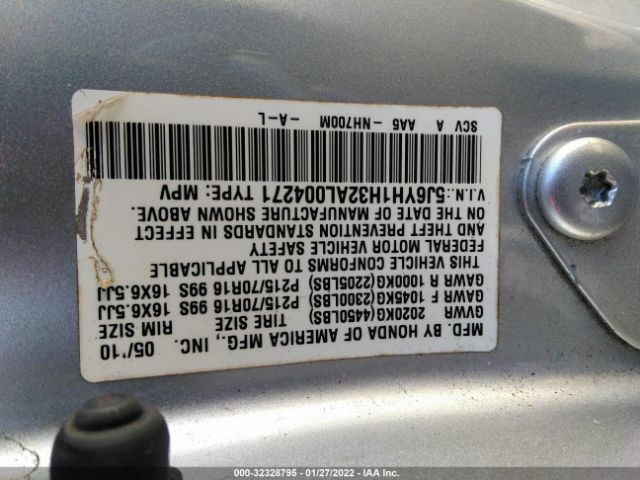 MFD. BY HONDA OF AMERICA MFG., INC. 05/'10
GVWR 2020KG(4450LBS) TIRE SIZE RIM SIZE
GAWR F 1045KG(2300LBS) P215/70R16 99S 16X6.5JJ
GAWR R 1000KG(2205LBS) P215/70R16 99S 16X6.5JJ
THIS VEHICLE CONFORMS TO ALL APPLICABLE
FEDERAL MOTOR VEHICLE SAFETY
AND THEFT PREVENTION STANDARDS IN EFFECT
ON THE DATE OF MANUFACTURE SHOWN ABOVE.
V.I.N.:5J6YH1H32AL004271 TYPE: MPV
SCV A AA5 -NH700M -A-L
000-32328795 - 01/27/2022 - IAA Inc.